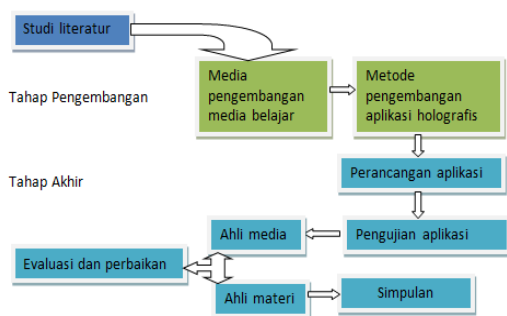 Studi literatur
Tahap Pengembangan
Media
pengembangan
media belajar
Metode
pengembangan
aplikasi holografis
Tahap Akhir
Perancangan aplikasi
Ahli media
Pengujian aplikasi
Evaluasi dan perbaikan
Ahli materi
Simpulan